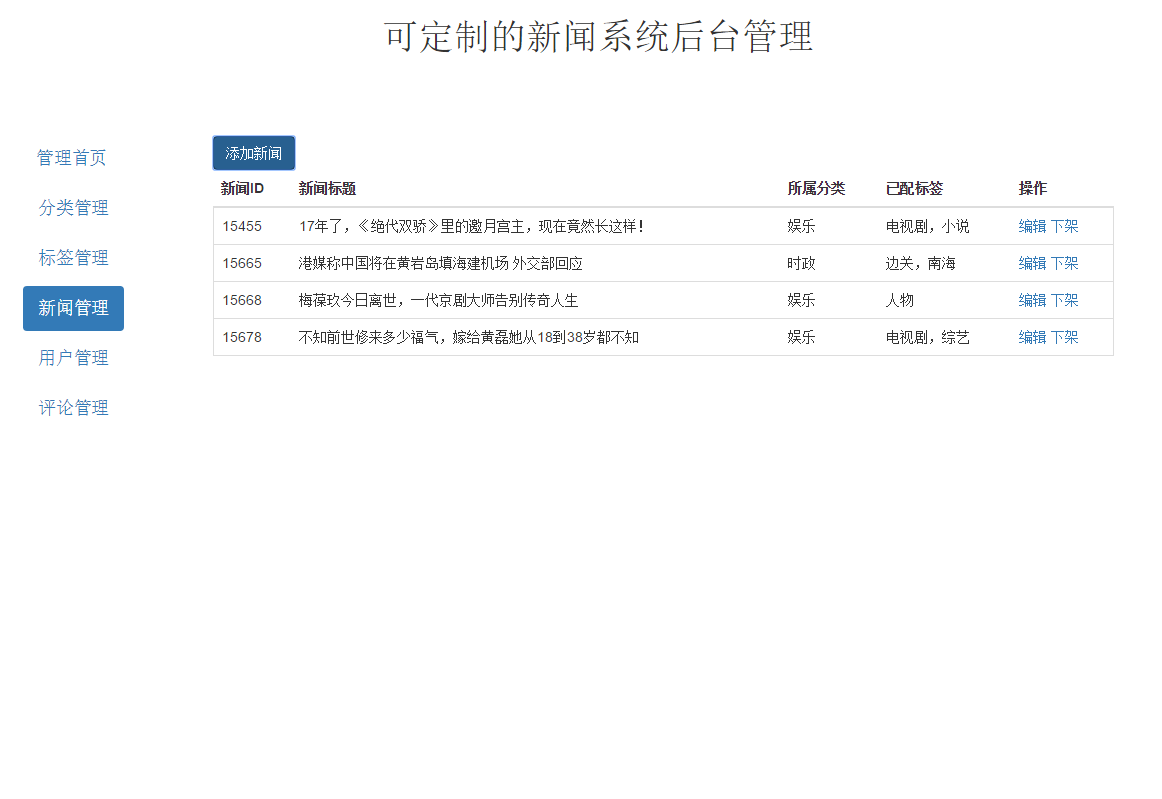 可定制的新闻系统后台管理
管理首页
分类管理
标签管理
新闻管理
用户管理
评论管理
添加新闻
新闻ID 新闻标题 所属分类 已配标签 操作
15455 17年了，《绝代双骄》里的邀月宫主，现在竟然长这样！ 娱乐 电视剧，小说 编辑 下架
15665 港媒称中国将在黄岩岛填海建机场 外交部回应 时政 边关，南海 编辑 下架
15668 梅葆玖今日离世，一代京剧大师告别传奇人生 娱乐 人物 编辑 下架
15678 不知前世修来多少福气，嫁给黄磊她从18到38岁都不知 娱乐 电视剧，综艺 编辑 下架